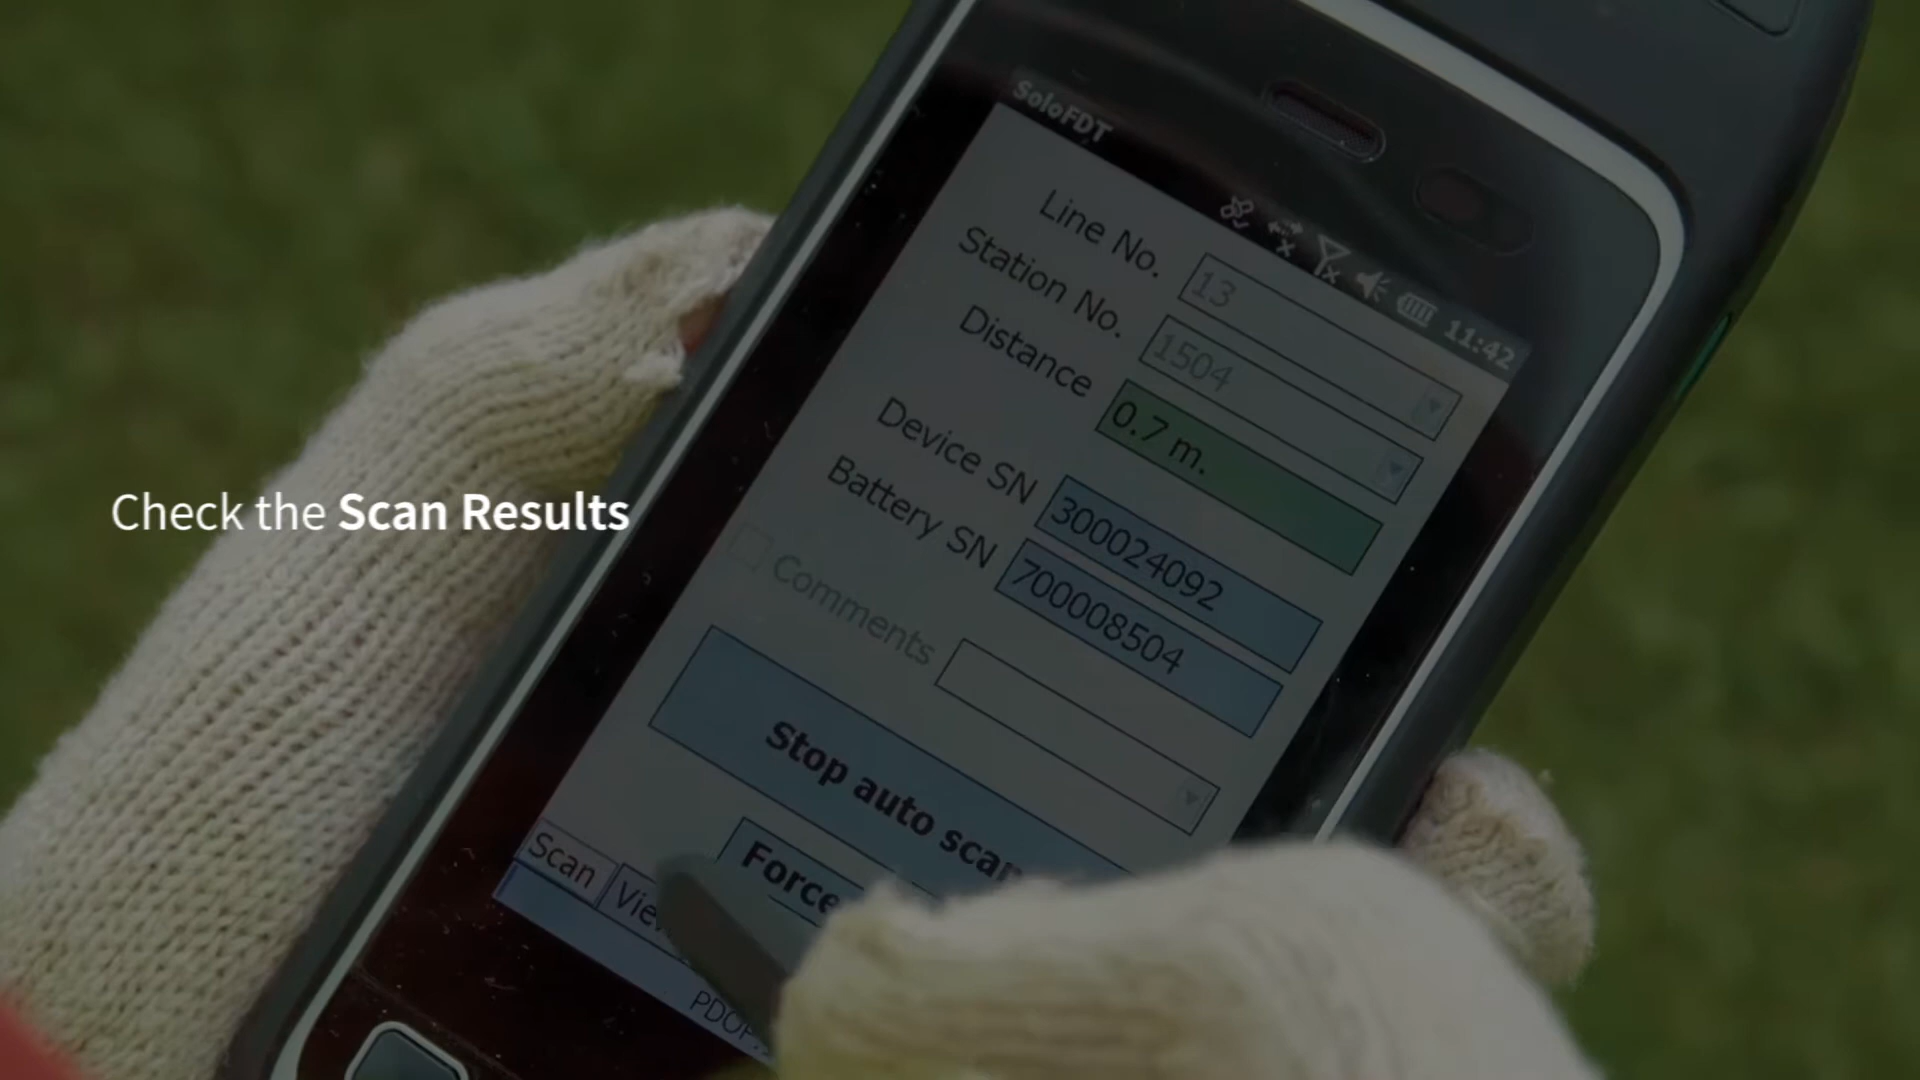 SoloFDT
11:42
Line No. 13
Station No. 1504
Distance 0.7 m.
Device SN 300024092
Battery SN 700008504
Comments
Check the Scan Results
Stop auto scan
Force
Scan
PDOP